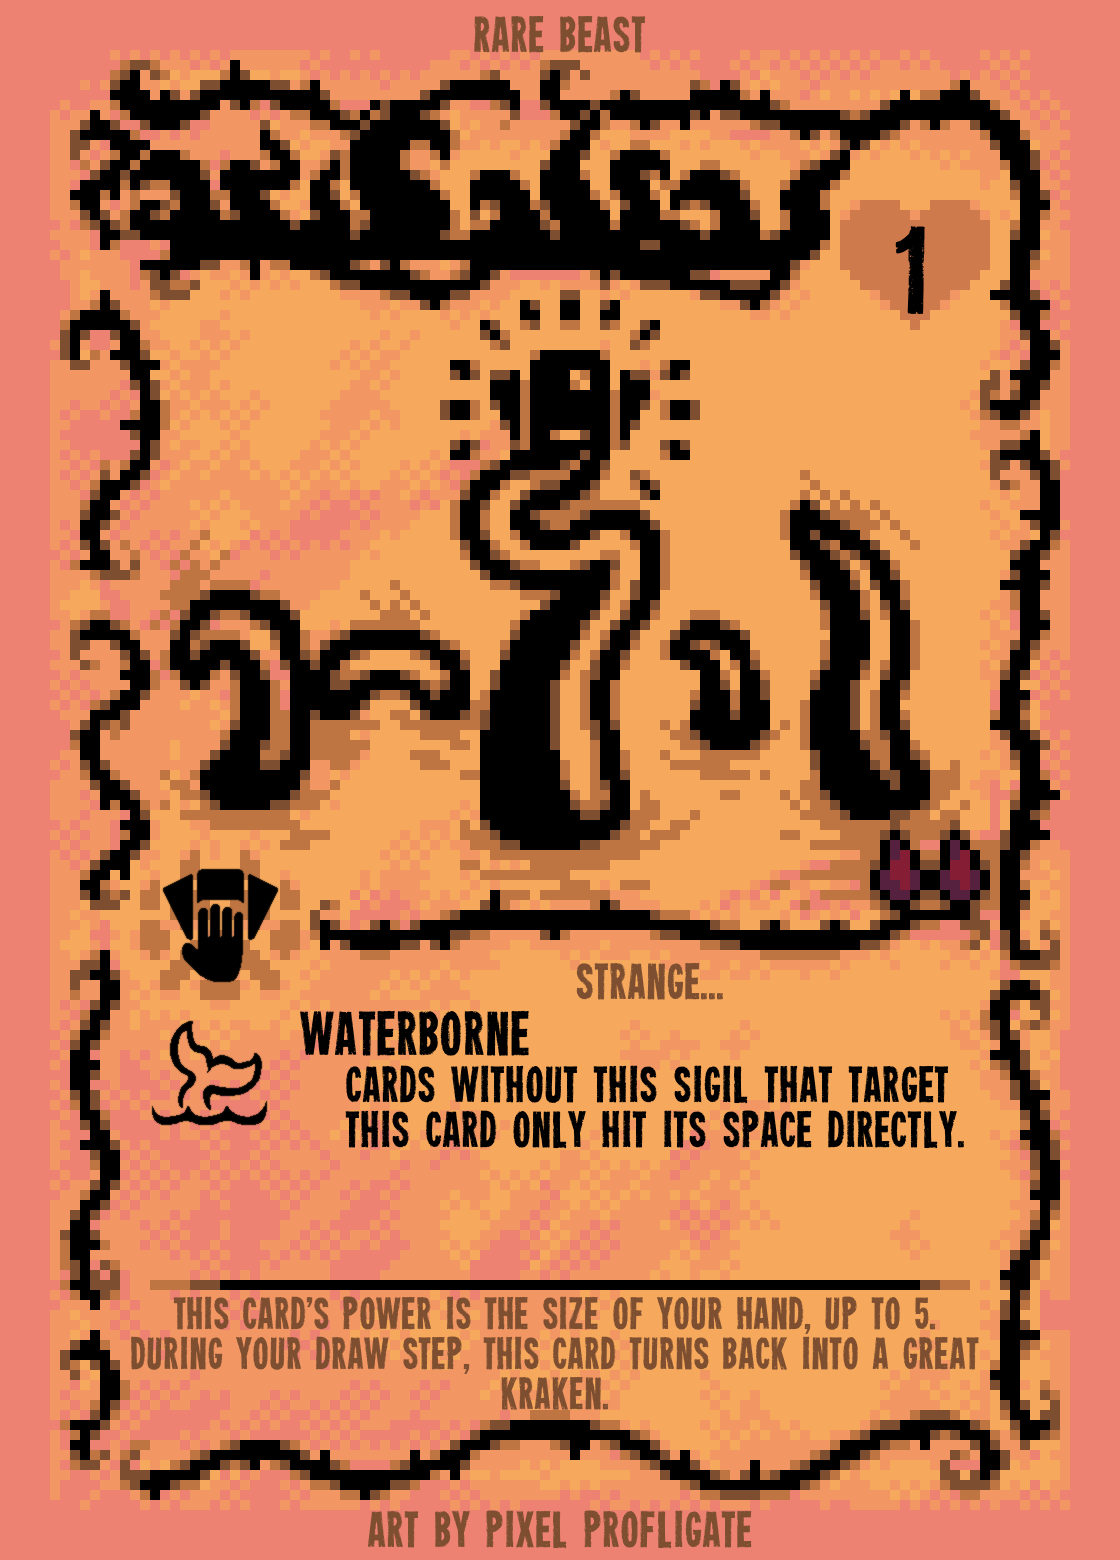 RARE BEAST
1
STRANGE...
WATERBORNE
CARDS WITHOUT THIS SIGIL THAT TARGET
THIS CARD ONLY HIT ITS SPACE DIRECTLY.
THIS CARD'S POWER IS THE SIZE OF YOUR HAND, UP TO 5.
DURING YOUR DRAW STEP, THIS CARD TURNS BACK INTO A GREAT
KRAKEN.
ART BY PIXEL PROFLIGATE